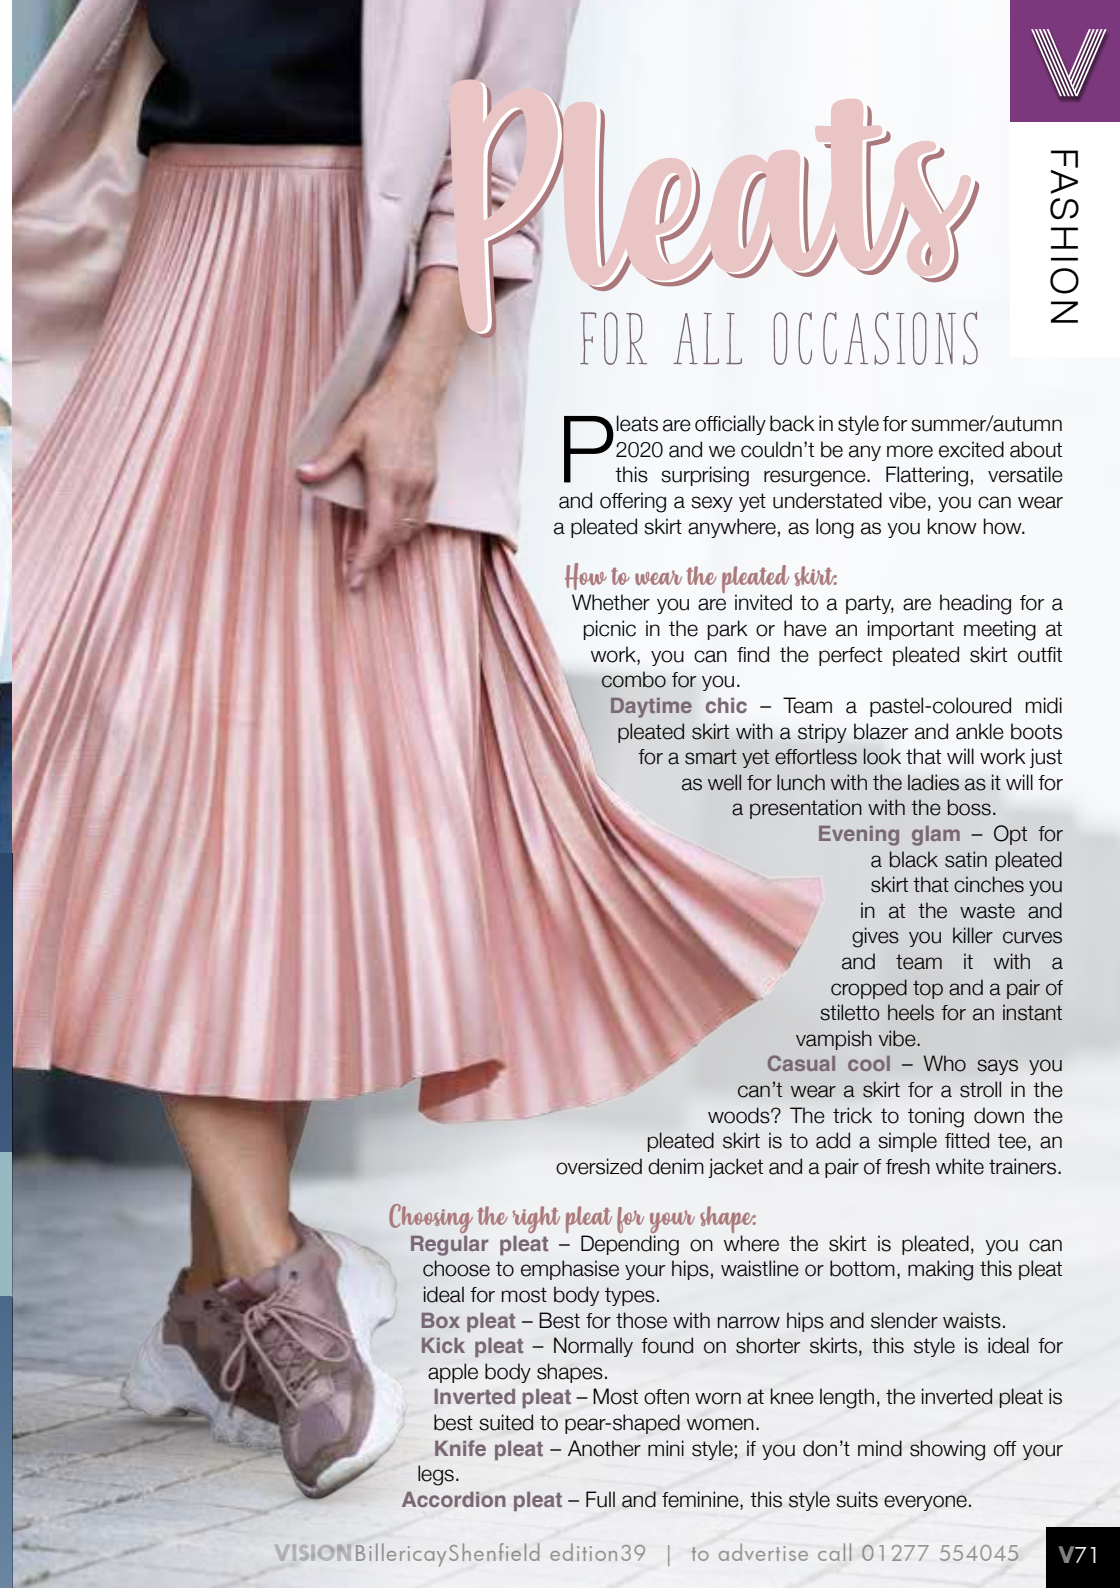 V
FASHION
Pleats
FOR ALL OCCASIONS
Pleats are officially back in style for summer/autumn
2020 and we couldn’t be any more excited about
this surprising resurgence. Flattering, versatile
and offering a sexy yet understated vibe, you can wear
a pleated skirt anywhere, as long as you know how.
How to wear the pleated skirt:
Whether you are invited to a party, are heading for a
picnic in the park or have an important meeting at
work, you can find the perfect pleated skirt outfit
combo for you.
Daytime chic – Team a pastel-coloured midi
pleated skirt with a stripy blazer and ankle boots
for a smart yet effortless look that will work just
as well for lunch with the ladies as it will for
a presentation with the boss.
Evening glam – Opt for
a black satin pleated
skirt that cinches you
in at the waste and
gives you killer curves
and team it with a
cropped top and a pair of
stiletto heels for an instant
vampish vibe.
Casual cool – Who says you
can’t wear a skirt for a stroll in the
woods? The trick to toning down the
pleated skirt is to add a simple fitted tee, an
oversized denim jacket and a pair of fresh white trainers.
Choosing the right pleat for your shape:
Regular pleat – Depending on where the skirt is pleated, you can
choose to emphasise your hips, waistline or bottom, making this pleat
ideal for most body types.
Box pleat – Best for those with narrow hips and slender waists.
Kick pleat – Normally found on shorter skirts, this style is ideal for
apple body shapes.
Inverted pleat – Most often worn at knee length, the inverted pleat is
best suited to pear-shaped women.
Knife pleat – Another mini style; if you don’t mind showing off your
legs.
Accordion pleat – Full and feminine, this style suits everyone.
VISIONBillericayShenfield edition39 | to advertise call 01277 554045
V71